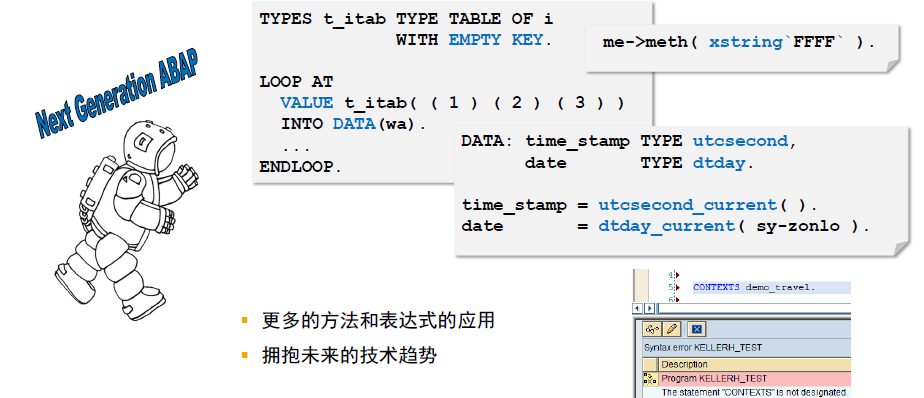 Next Generation ABAP
TYPES t_itab TYPE TABLE OF i
WITH EMPTY KEY.
LOOP AT
VALUE t_itab( ( 1 ) ( 2 ) ( 3 ) )
INTO DATA(wa).
...
ENDLOOP.
me->meth( xstring`FFFF` ).
DATA: time_stamp TYPE utcsecond,
date TYPE dtday.
time_stamp = utcsecond_current( ).
date = dtday_current( sy-zonlo ).
▪ 更多的方法和表达式的应用
▪ 拥抱未来的技术趋势
4
5 CONTEXTS demo_travel.
6
Syntax error KELLERH_TEST
Description
Program KELLERH_TEST
The statement "CONTEXTS" is not designated.